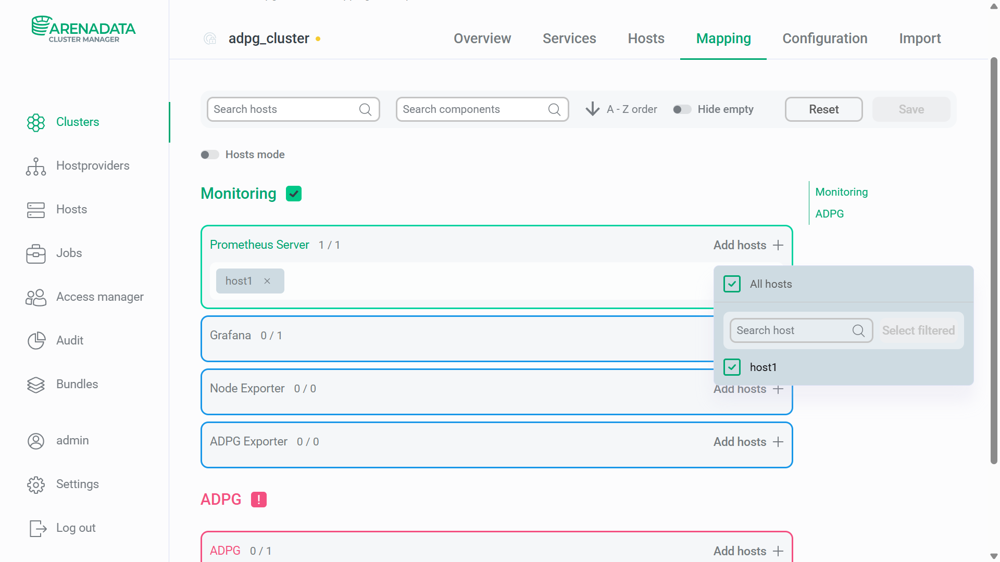 ARENADATA
CLUSTER MANAGER
adpg_cluster
Overview
Services
Hosts
Mapping
Configuration
Import
Clusters
Hostproviders
Hosts
Jobs
Access manager
Audit
Bundles
admin
Settings
Log out
Search hosts
Search components
A - Z order
Hide empty
Reset
Save
Hosts mode
Monitoring
Monitoring
ADPG
Prometheus Server 1 / 1
Add hosts
host1
All hosts
Search host
Select filtered
host1
Grafana 0 / 1
Node Exporter 0 / 0
Add hosts
ADPG Exporter 0 / 0
Add hosts
ADPG !
ADPG 0 / 1
Add hosts